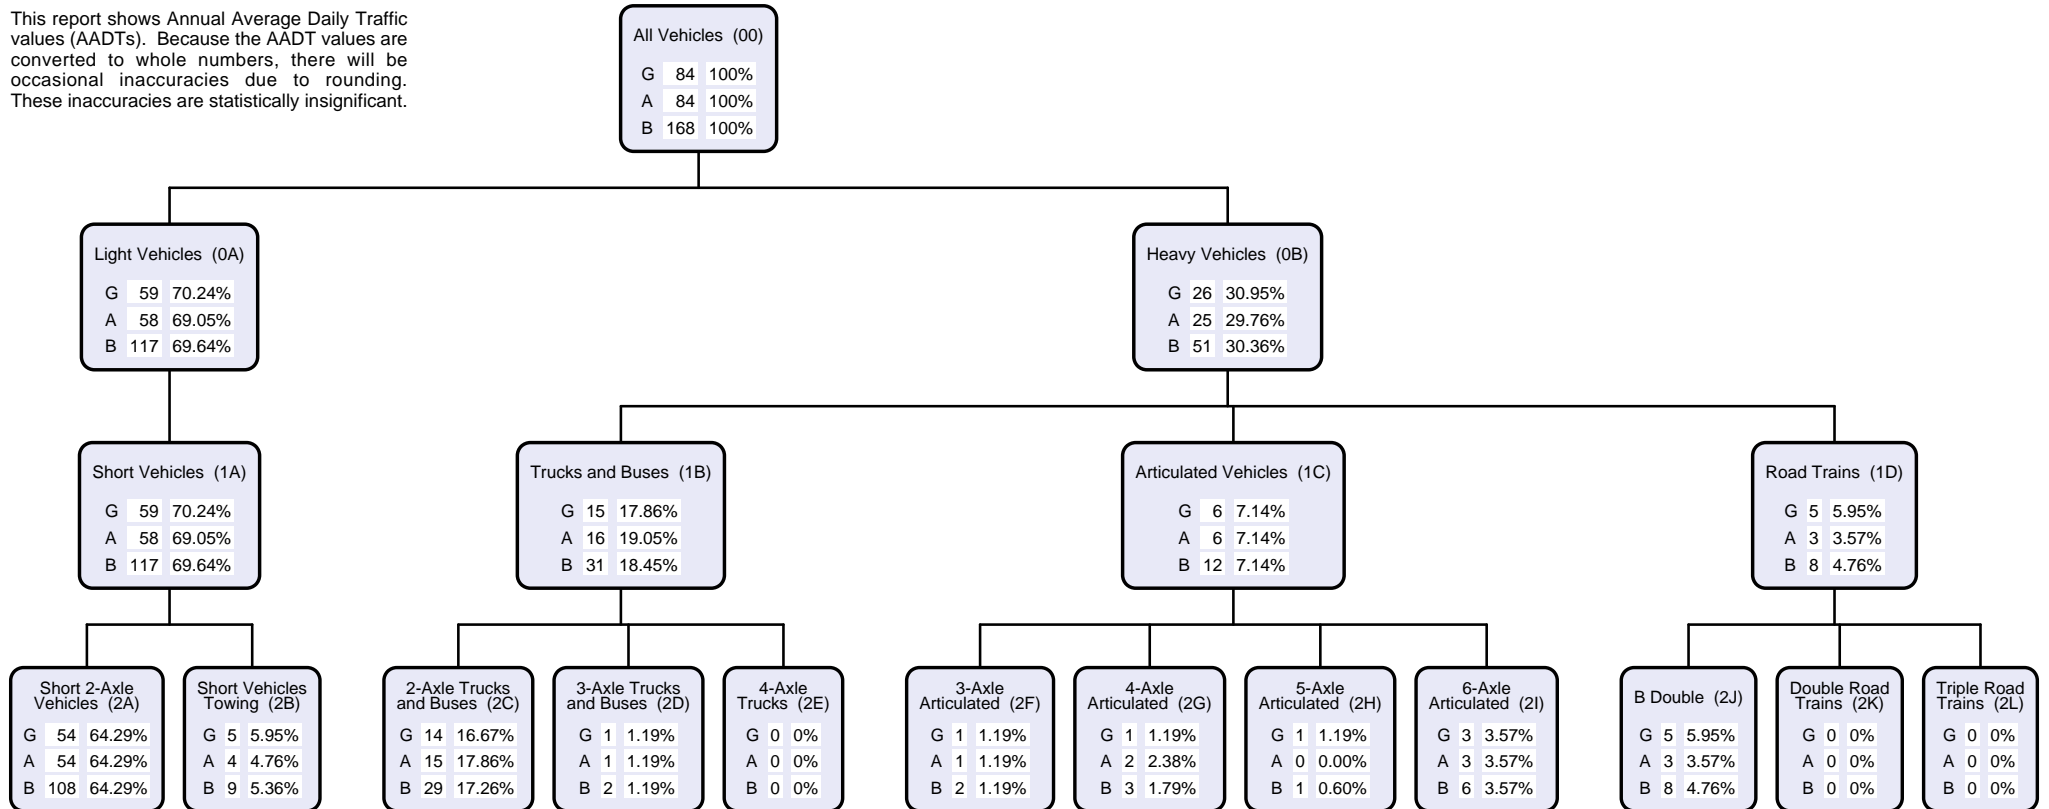 This report shows Annual Average Daily Traffic
values (AADTs). Because the AADT values are
converted to whole numbers, there will be
occasional inaccuracies due to rounding.
These inaccuracies are statistically insignificant.
All Vehicles (00)
G 84 100%
A 84 100%
B 168 100%
Light Vehicles (0A)
G 59 70.24%
A 58 69.05%
B 117 69.64%
Heavy Vehicles (0B)
G 26 30.95%
A 25 29.76%
B 51 30.36%
Short Vehicles (1A)
G 59 70.24%
A 58 69.05%
B 117 69.64%
Trucks and Buses (1B)
G 15 17.86%
A 16 19.05%
B 31 18.45%
Articulated Vehicles (1C)
G 6 7.14%
A 6 7.14%
B 12 7.14%
Road Trains (1D)
G 5 5.95%
A 3 3.57%
B 8 4.76%
Short 2-Axle
Vehicles (2A)
G 54 64.29%
A 54 64.29%
B 108 64.29%
Short Vehicles
Towing (2B)
G 5 5.95%
A 4 4.76%
B 9 5.36%
2-Axle Trucks
and Buses (2C)
G 14 16.67%
A 15 17.86%
B 29 17.26%
3-Axle Trucks
and Buses (2D)
G 1 1.19%
A 1 1.19%
B 2 1.19%
4-Axle
Trucks (2E)
G 0 0%
A 0 0%
B 0 0%
3-Axle
Articulated (2F)
G 1 1.19%
A 1 1.19%
B 2 1.19%
4-Axle
Articulated (2G)
G 1 1.19%
A 2 2.38%
B 3 1.79%
5-Axle
Articulated (2H)
G 1 1.19%
A 0 0.00%
B 1 0.60%
6-Axle
Articulated (2I)
G 3 3.57%
A 3 3.57%
B 6 3.57%
B Double (2J)
G 5 5.95%
A 3 3.57%
B 8 4.76%
Double Road
Trains (2K)
G 0 0%
A 0 0%
B 0 0%
Triple Road
Trains (2L)
G 0 0%
A 0 0%
B 0 0%